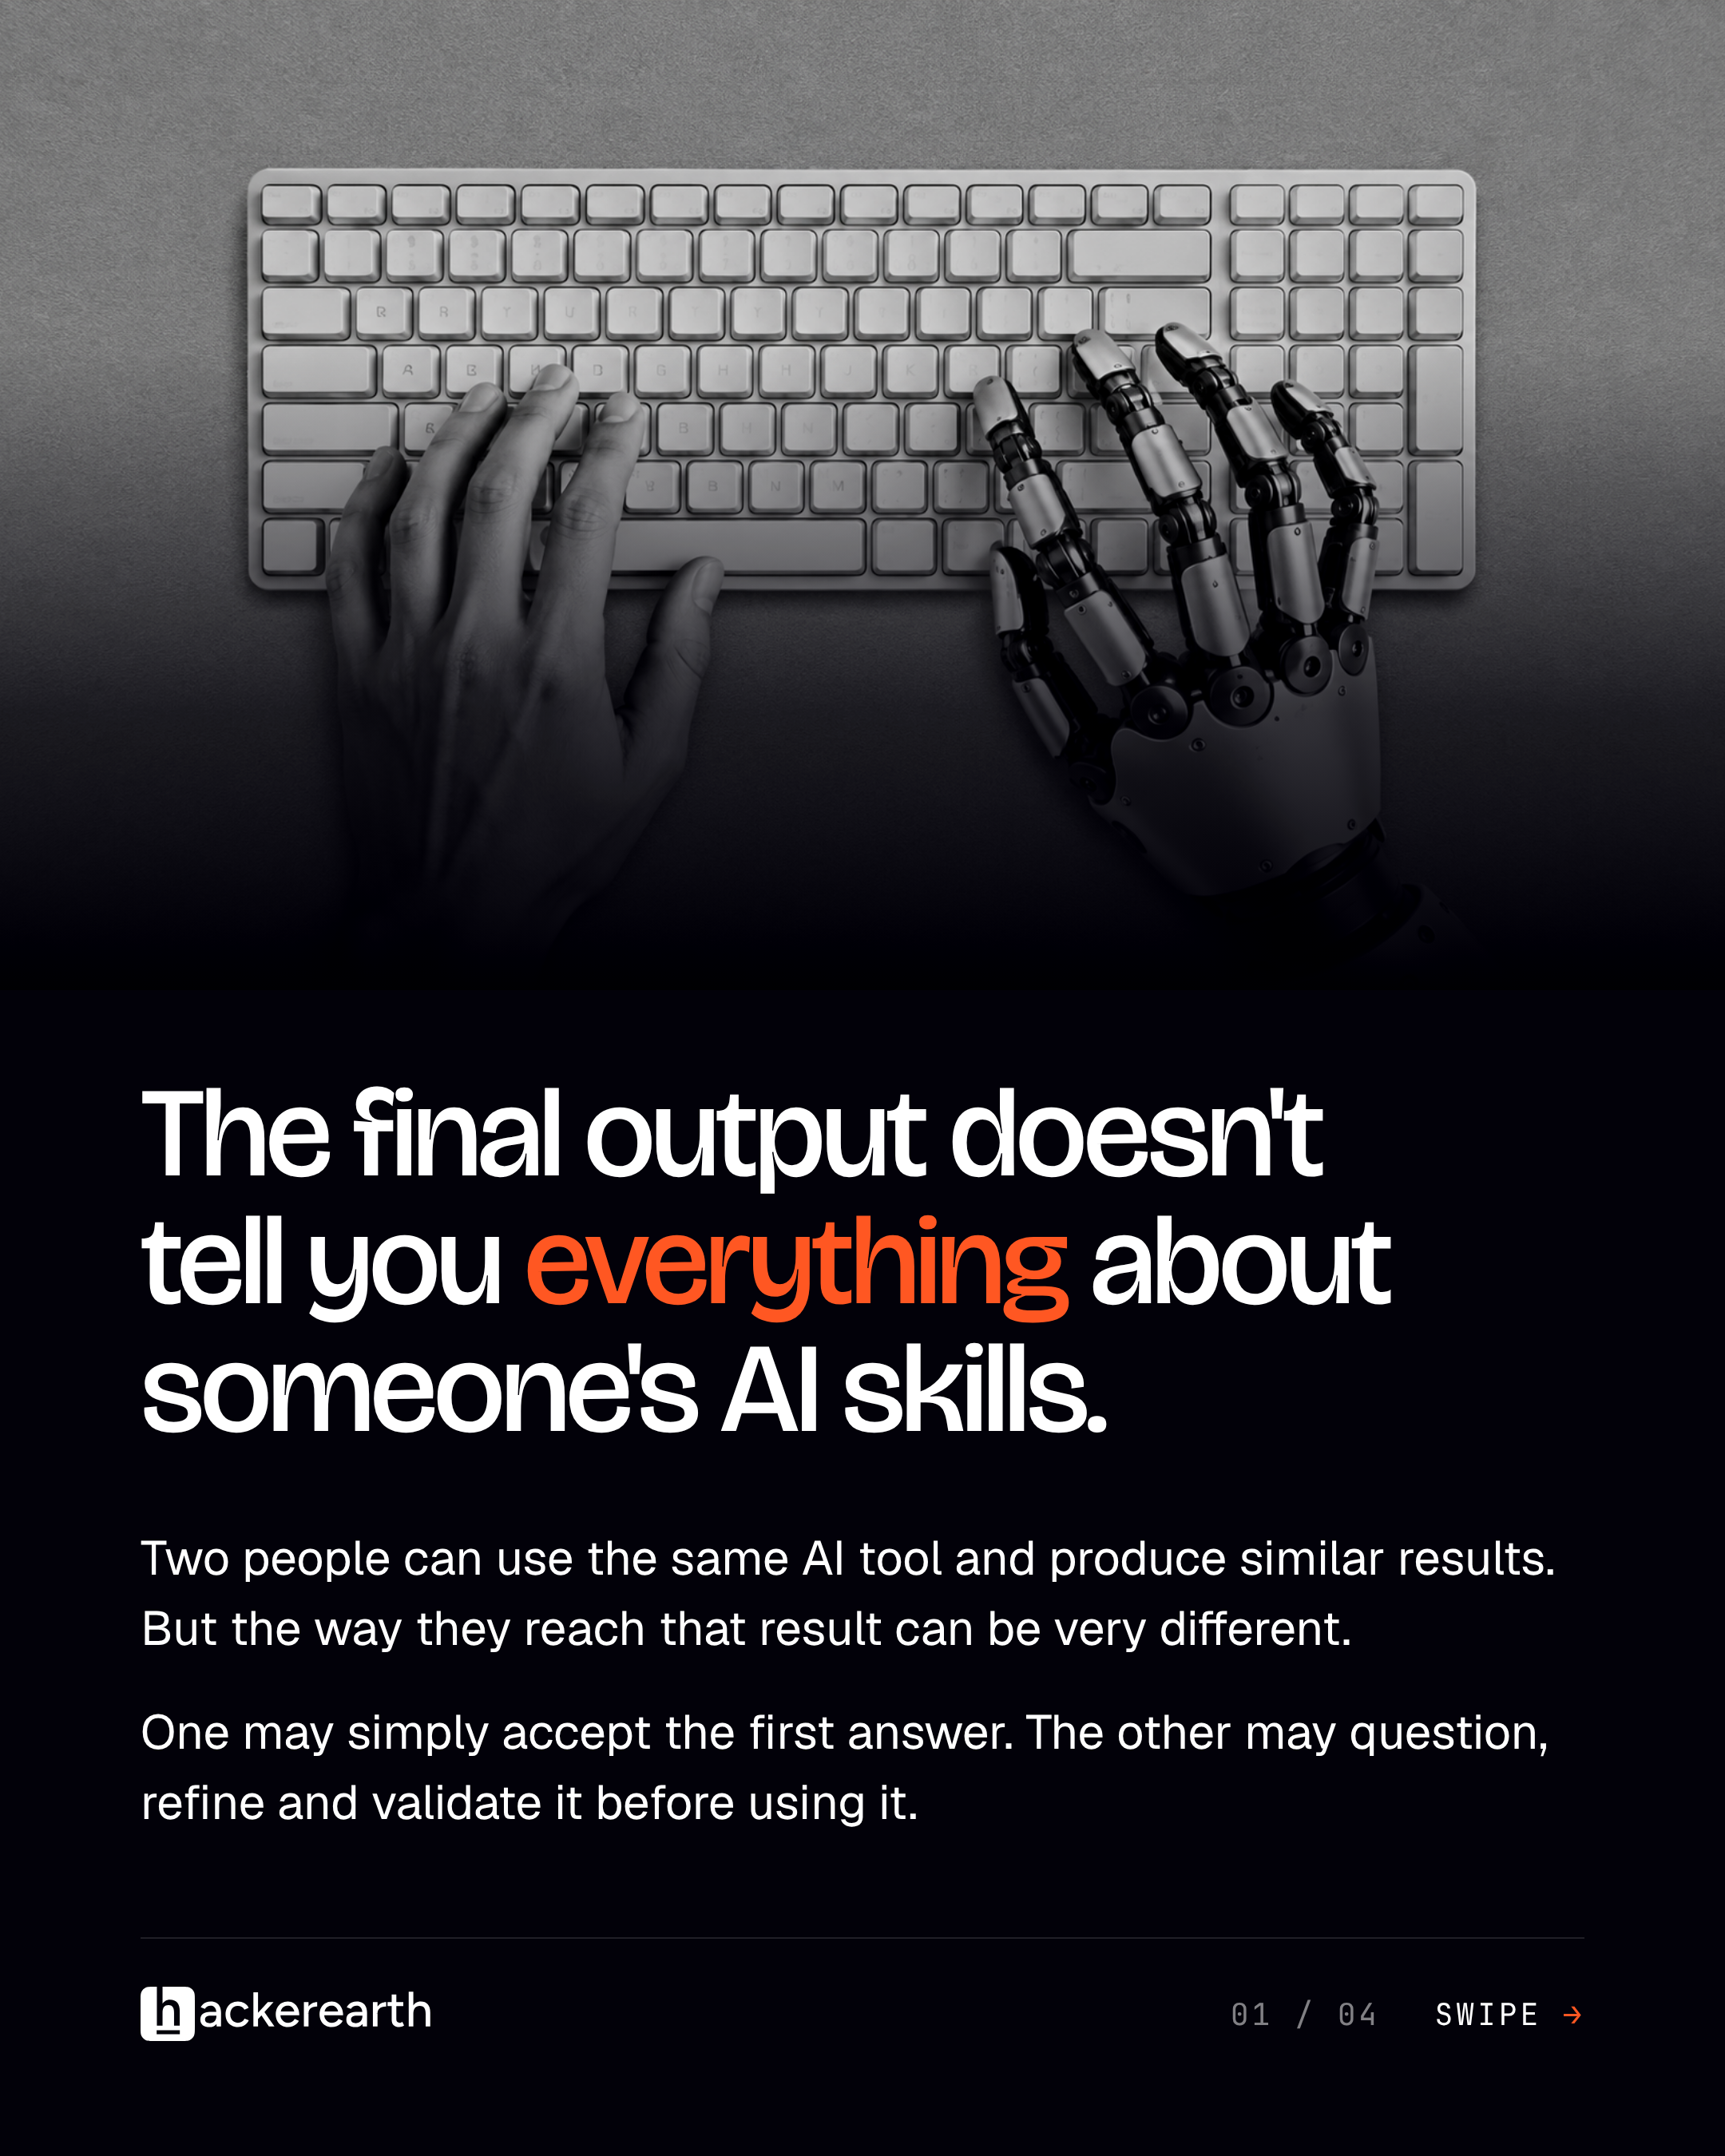 The final output doesn't
tell you everything about
someone's AI skills.
Two people can use the same AI tool and produce similar results.
But the way they reach that result can be very different.
One may simply accept the first answer. The other may question,
refine and validate it before using it.
hackerearth
01 / 04 SWIPE →